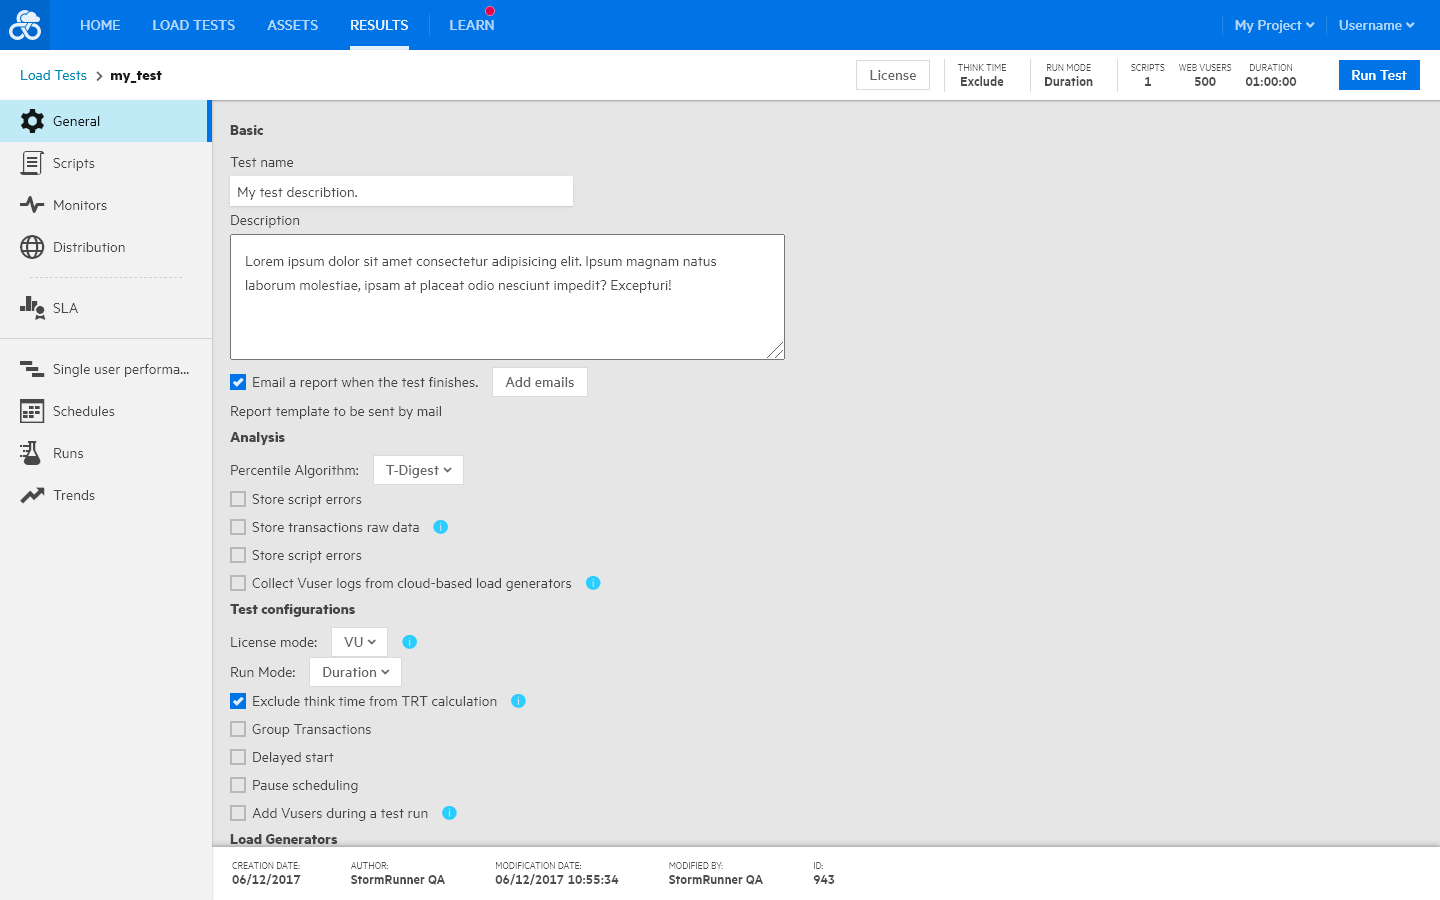 HOME LOAD TESTS ASSETS RESULTS LEARN My Project Username
Load Tests my_test License THINK TIME Exclude RUN MODE Duration SCRIPTS 1 WEB VUSERS 500 DURATION 01:00:00 Run Test
General
Scripts
Monitors
Distribution
SLA
Single user performa...
Schedules
Runs
Trends
Basic
Test name
My test describtion.
Description
Lorem ipsum dolor sit amet consectetur adipisicing elit. Ipsum magnam natus
laborum molestiae, ipsam at placeat odio nesciunt impedit? Excepturi!
Email a report when the test finishes. Add emails
Report template to be sent by mail
Analysis
Percentile Algorithm: T-Digest
Store script errors
Store transactions raw data
Store script errors
Collect Vuser logs from cloud-based load generators
Test configurations
License mode: VU
Run Mode: Duration
Exclude think time from TRT calculation
Group Transactions
Delayed start
Pause scheduling
Add Vusers during a test run
Load Generators
CREATION DATE: AUTHOR: MODIFICATION DATE: MODIFIED BY: ID:
06/12/2017 StormRunner QA 06/12/2017 10:55:34 StormRunner QA 943